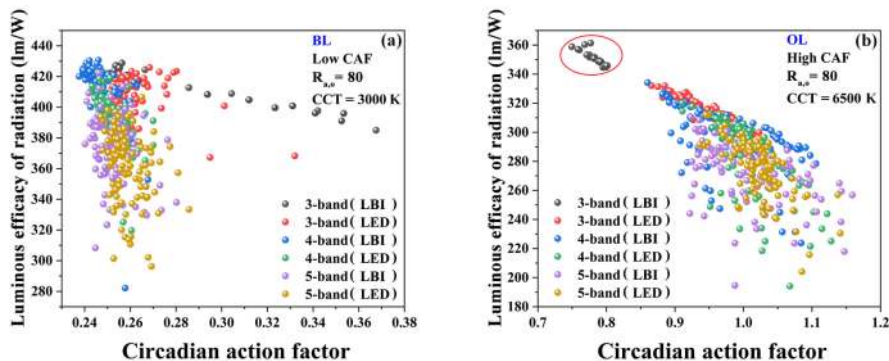 BL (a)
Low CAF
Ra,o = 80
CCT = 3000 K
Luminous efficacy of radiation (lm/W)
440
420
400
380
360
340
320
300
280
3-band( LBI )
3-band( LED )
4-band( LBI )
4-band( LED )
5-band( LBI )
5-band( LED )
0.24 0.26 0.28 0.30 0.32 0.34 0.36 0.38
Circadian action factor
OL (b)
High CAF
Ra,o = 80
CCT = 6500 K
Luminous efficacy of radiation (lm/W)
360
340
320
300
280
260
240
220
200
180
3-band( LBI )
3-band( LED )
4-band( LBI )
4-band( LED )
5-band( LBI )
5-band( LED )
0.7 0.8 0.9 1.0 1.1 1.2
Circadian action factor